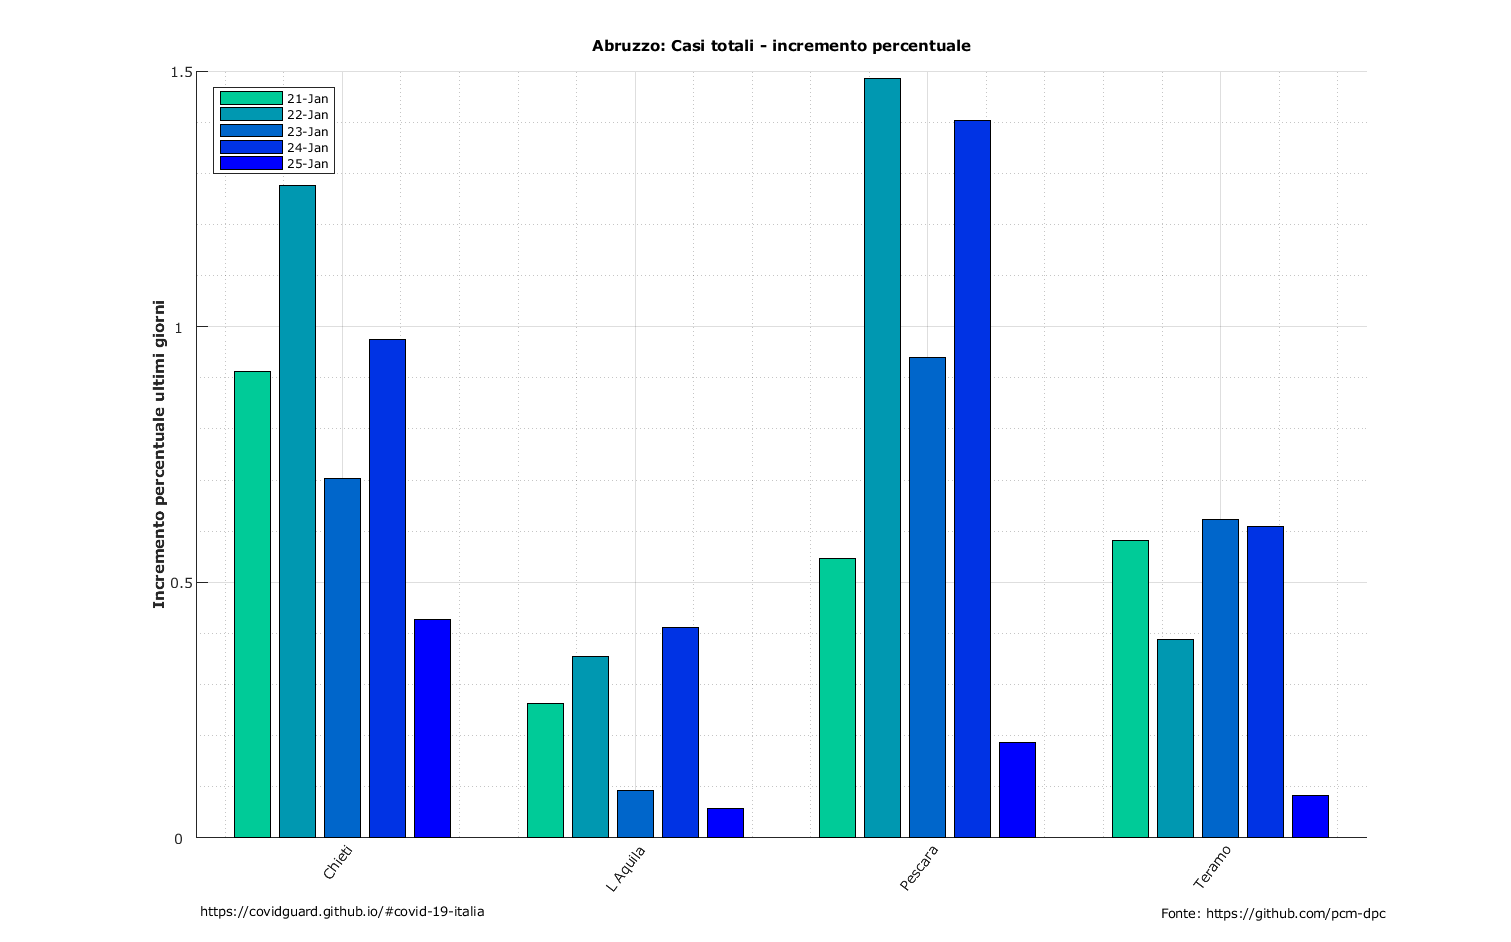 Abruzzo: Casi totali - incremento percentuale
Incremento percentuale ultimi giorni
1.5
1
0.5
0
21-Jan
22-Jan
23-Jan
24-Jan
25-Jan
Chieti
L Aquila
Pescara
Teramo
https://covidguard.github.io/#covid-19-italia
Fonte: https://github.com/pcm-dpc